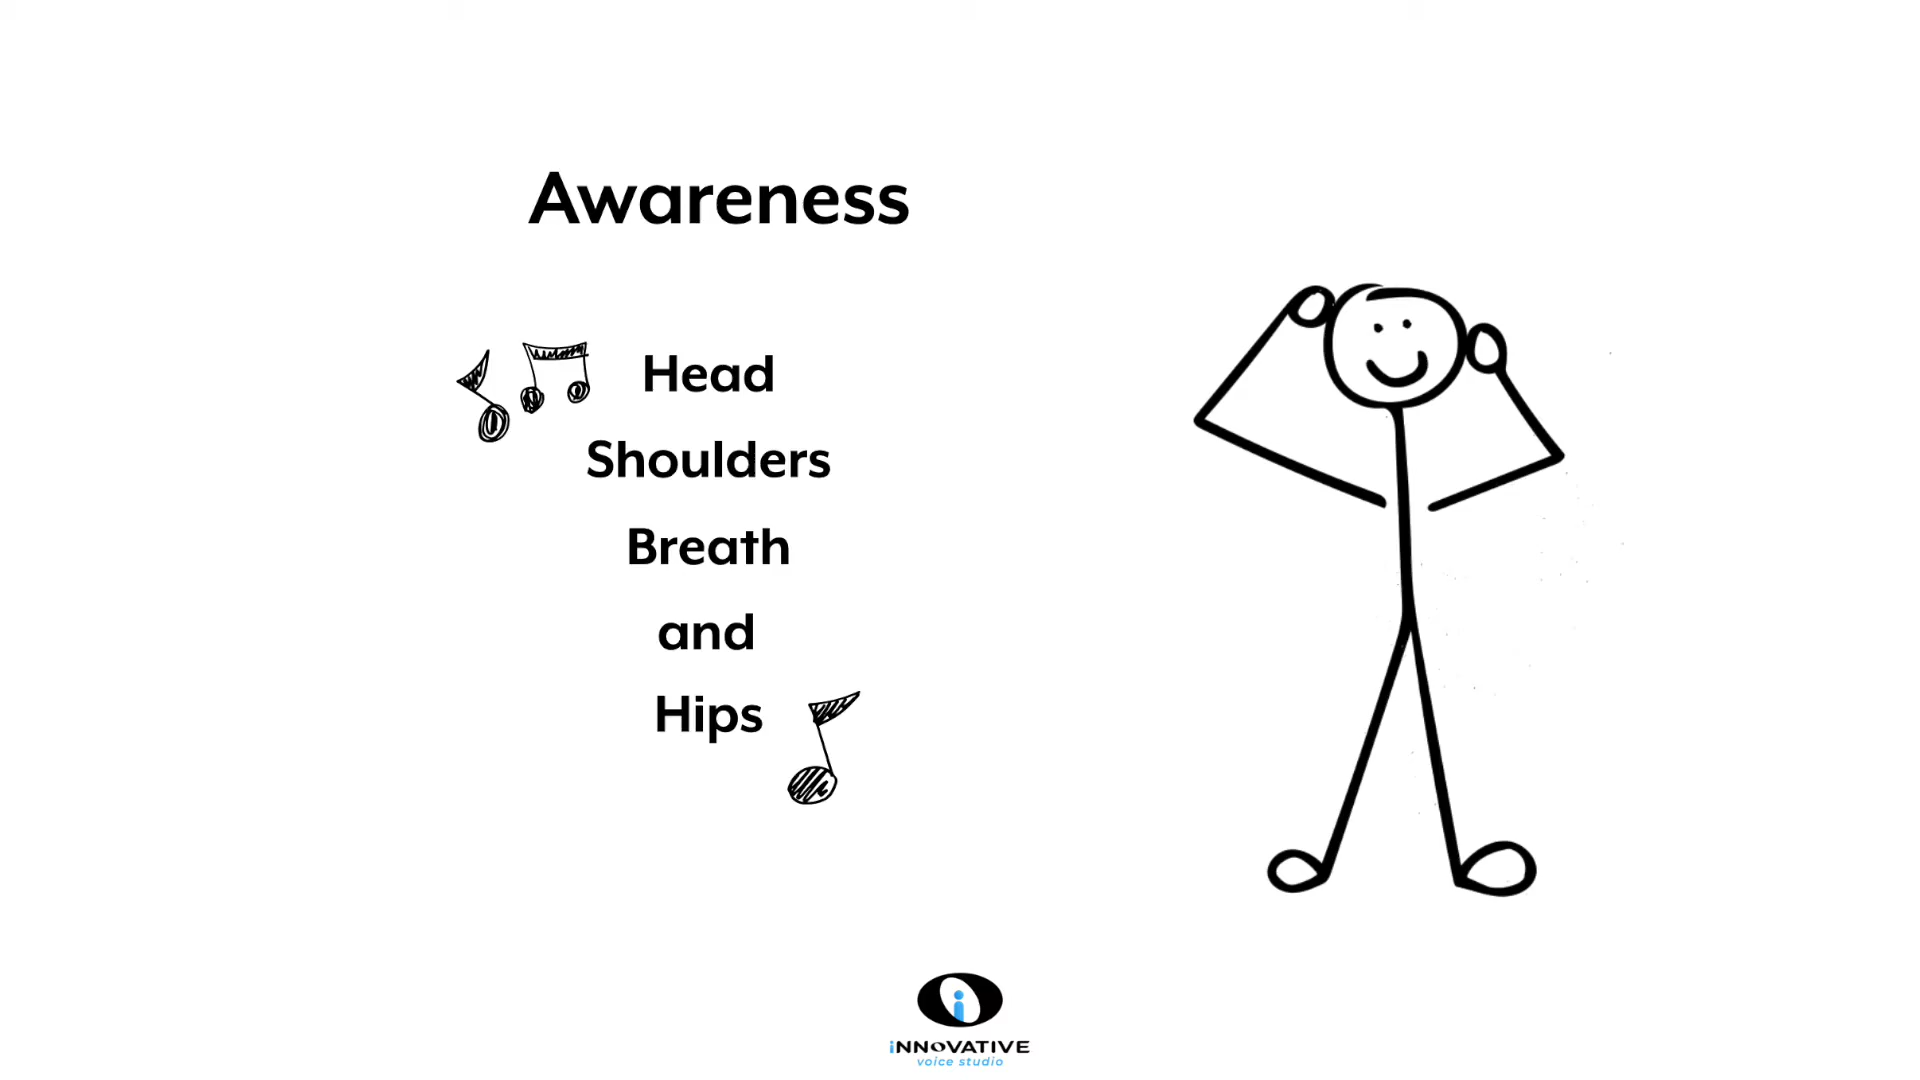 Awareness
Head
Shoulders
Breath
and
Hips
iNNOVATIVE
voice studio